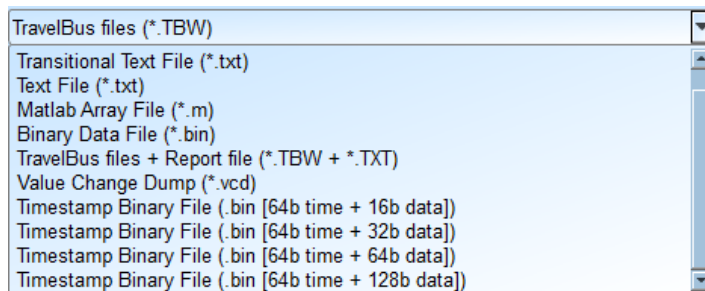 TravelBus files (*.TBW)
Transitional Text File (*.txt)
Text File (*.txt)
Matlab Array File (*.m)
Binary Data File (*.bin)
TravelBus files + Report file (*.TBW + *.TXT)
Value Change Dump (*.vcd)
Timestamp Binary File (.bin [64b time + 16b data])
Timestamp Binary File (.bin [64b time + 32b data])
Timestamp Binary File (.bin [64b time + 64b data])
Timestamp Binary File (.bin [64b time + 128b data])